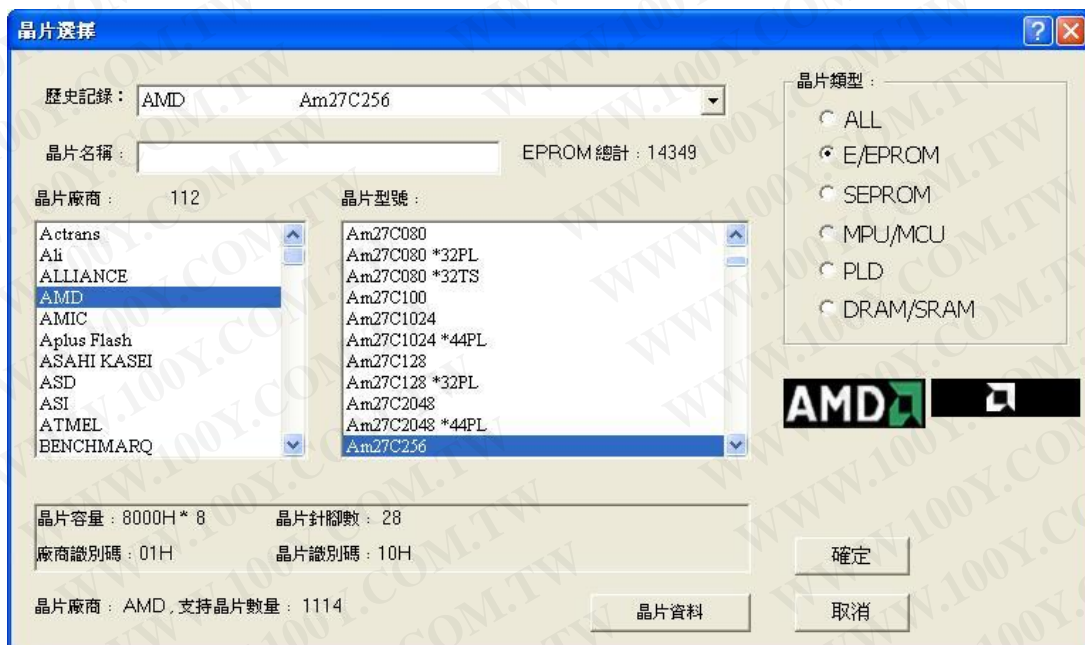 晶片選擇
歷史記錄： AMD Am27C256
晶片名稱： EPROM 總計：14349
晶片廠商： 112
晶片型號：
Actrans
Ali
ALLIANCE
AMD
AMIC
Aplus Flash
ASAHI KASEI
ASD
ASI
ATMEL
BENCHMARQ
Am27C080
Am27C080 *32PL
Am27C080 *32TS
Am27C100
Am27C1024
Am27C1024 *44PL
Am27C128
Am27C128 *32PL
Am27C2048
Am27C2048 *44PL
Am27C256
晶片類型：
ALL
E/EPROM
SEPROM
MPU/MCU
PLD
DRAM/SRAM
AMD
晶片容量：8000H * 8 晶片針腳數：28
廠商識別碼：01H 晶片識別碼：10H
晶片廠商： AMD , 支持晶片數量：1114
晶片資料
確定
取消
WWW.100Y.COM.TW